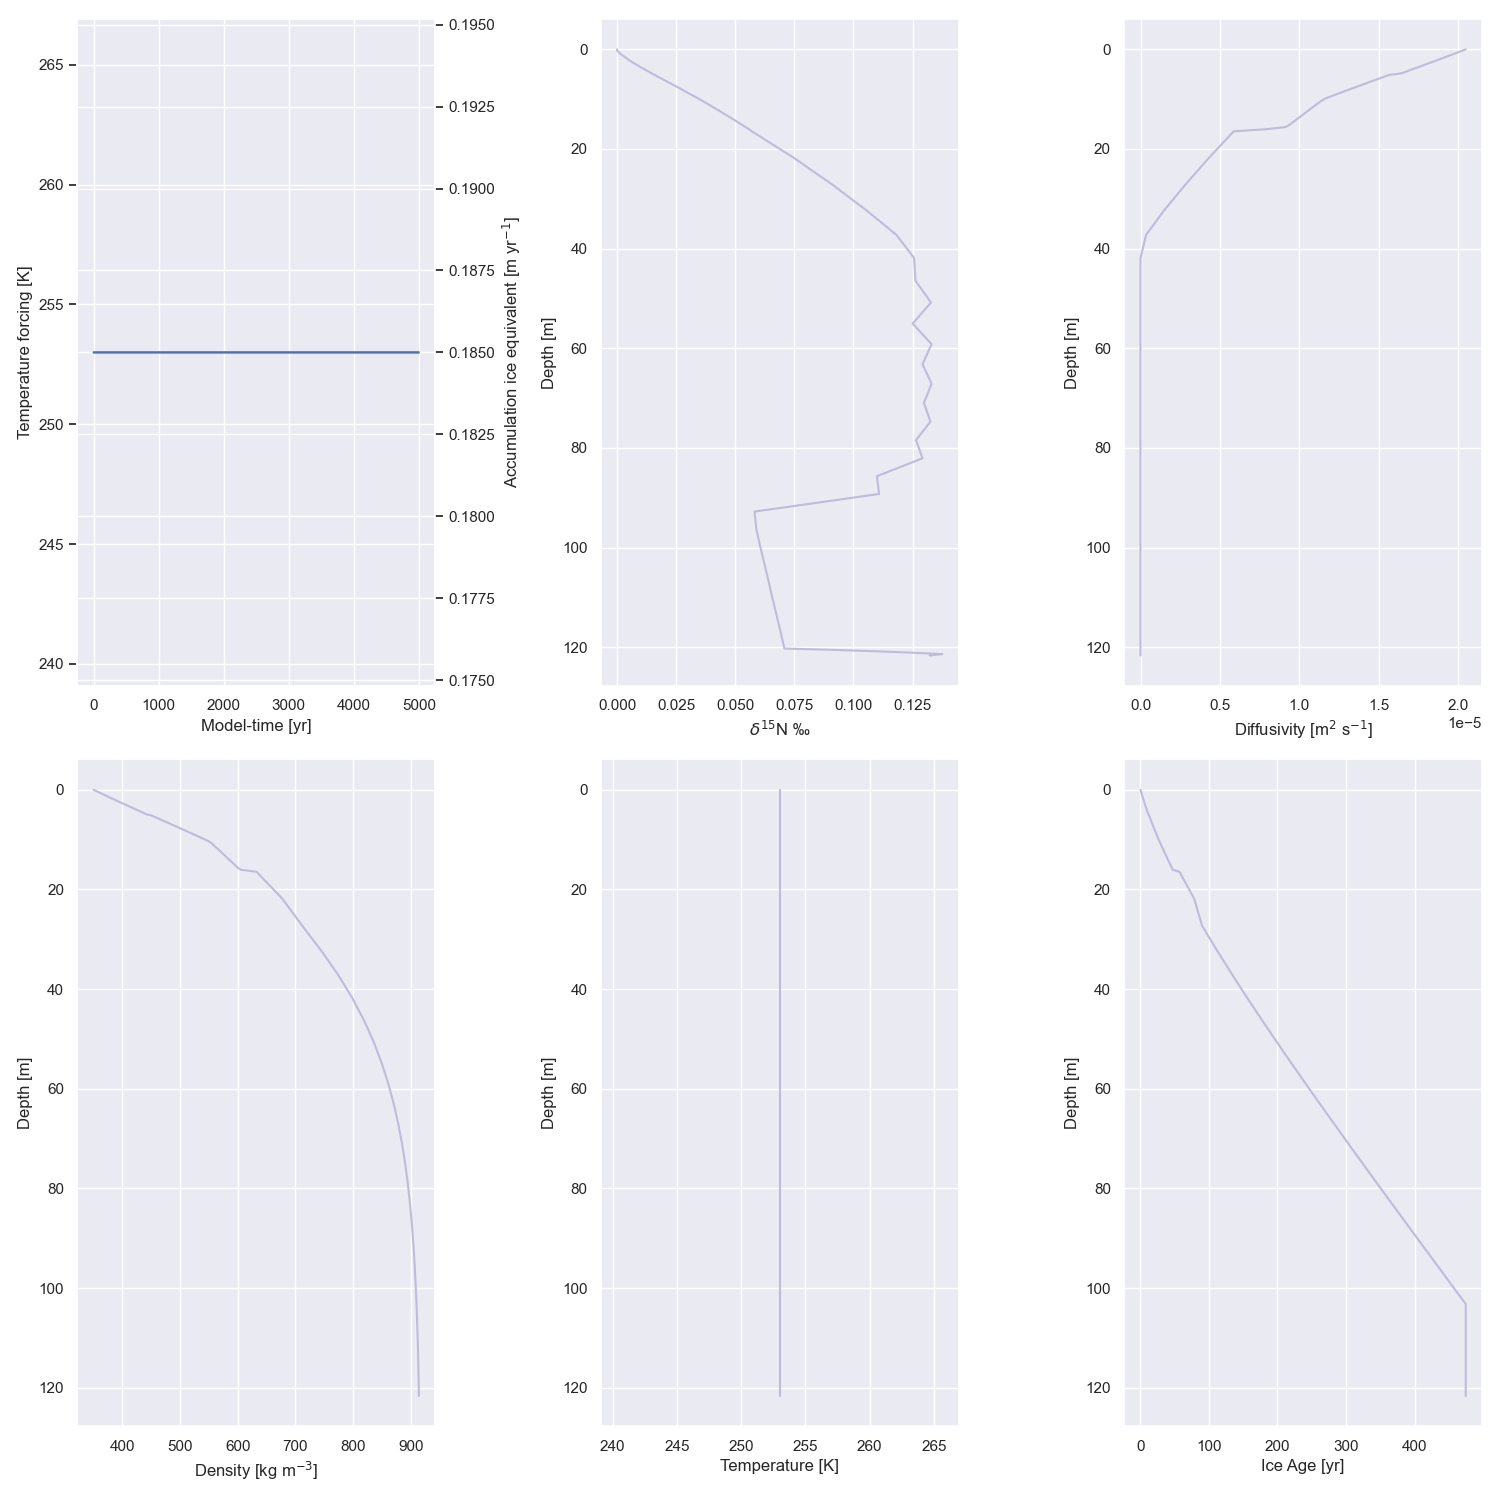 265
260
255
250
245
240
Temperature forcing [K]
0.1950
0.1925
0.1900
0.1875
0.1850
0.1825
0.1800
0.1775
0.1750
Accumulation ice equivalent [m yr⁻¹]
0 1000 2000 3000 4000 5000
Model-time [yr]
0
20
40
60
80
100
120
Depth [m]
0.000 0.025 0.050 0.075 0.100 0.125
δ¹⁵N ‰
0
20
40
60
80
100
120
Depth [m]
0.0 0.5 1.0 1.5 2.0
1e−5
Diffusivity [m² s⁻¹]
0
20
40
60
80
100
120
Depth [m]
400 500 600 700 800 900
Density [kg m⁻³]
0
20
40
60
80
100
120
Depth [m]
240 245 250 255 260 265
Temperature [K]
0
20
40
60
80
100
120
Depth [m]
0 100 200 300 400
Ice Age [yr]